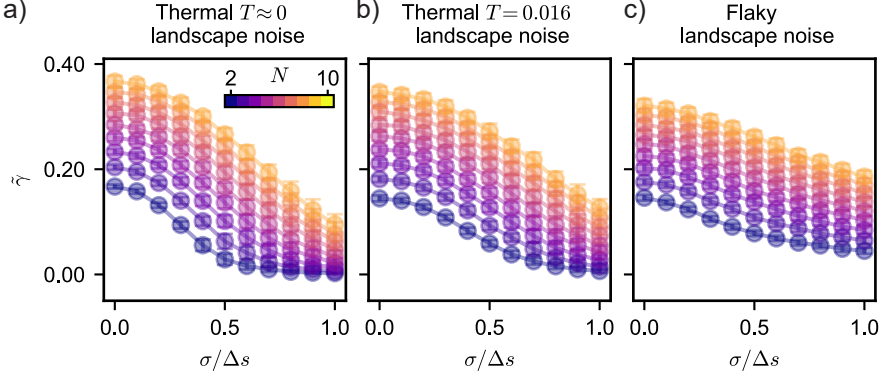 a) Thermal T ≈ 0
landscape noise
b) Thermal T = 0.016
landscape noise
c) Flaky
landscape noise
0.40
0.20
0.00
γ̃
2 N 10
0.0 0.5 1.0
0.0 0.5 1.0
0.0 0.5 1.0
σ/Δs
σ/Δs
σ/Δs